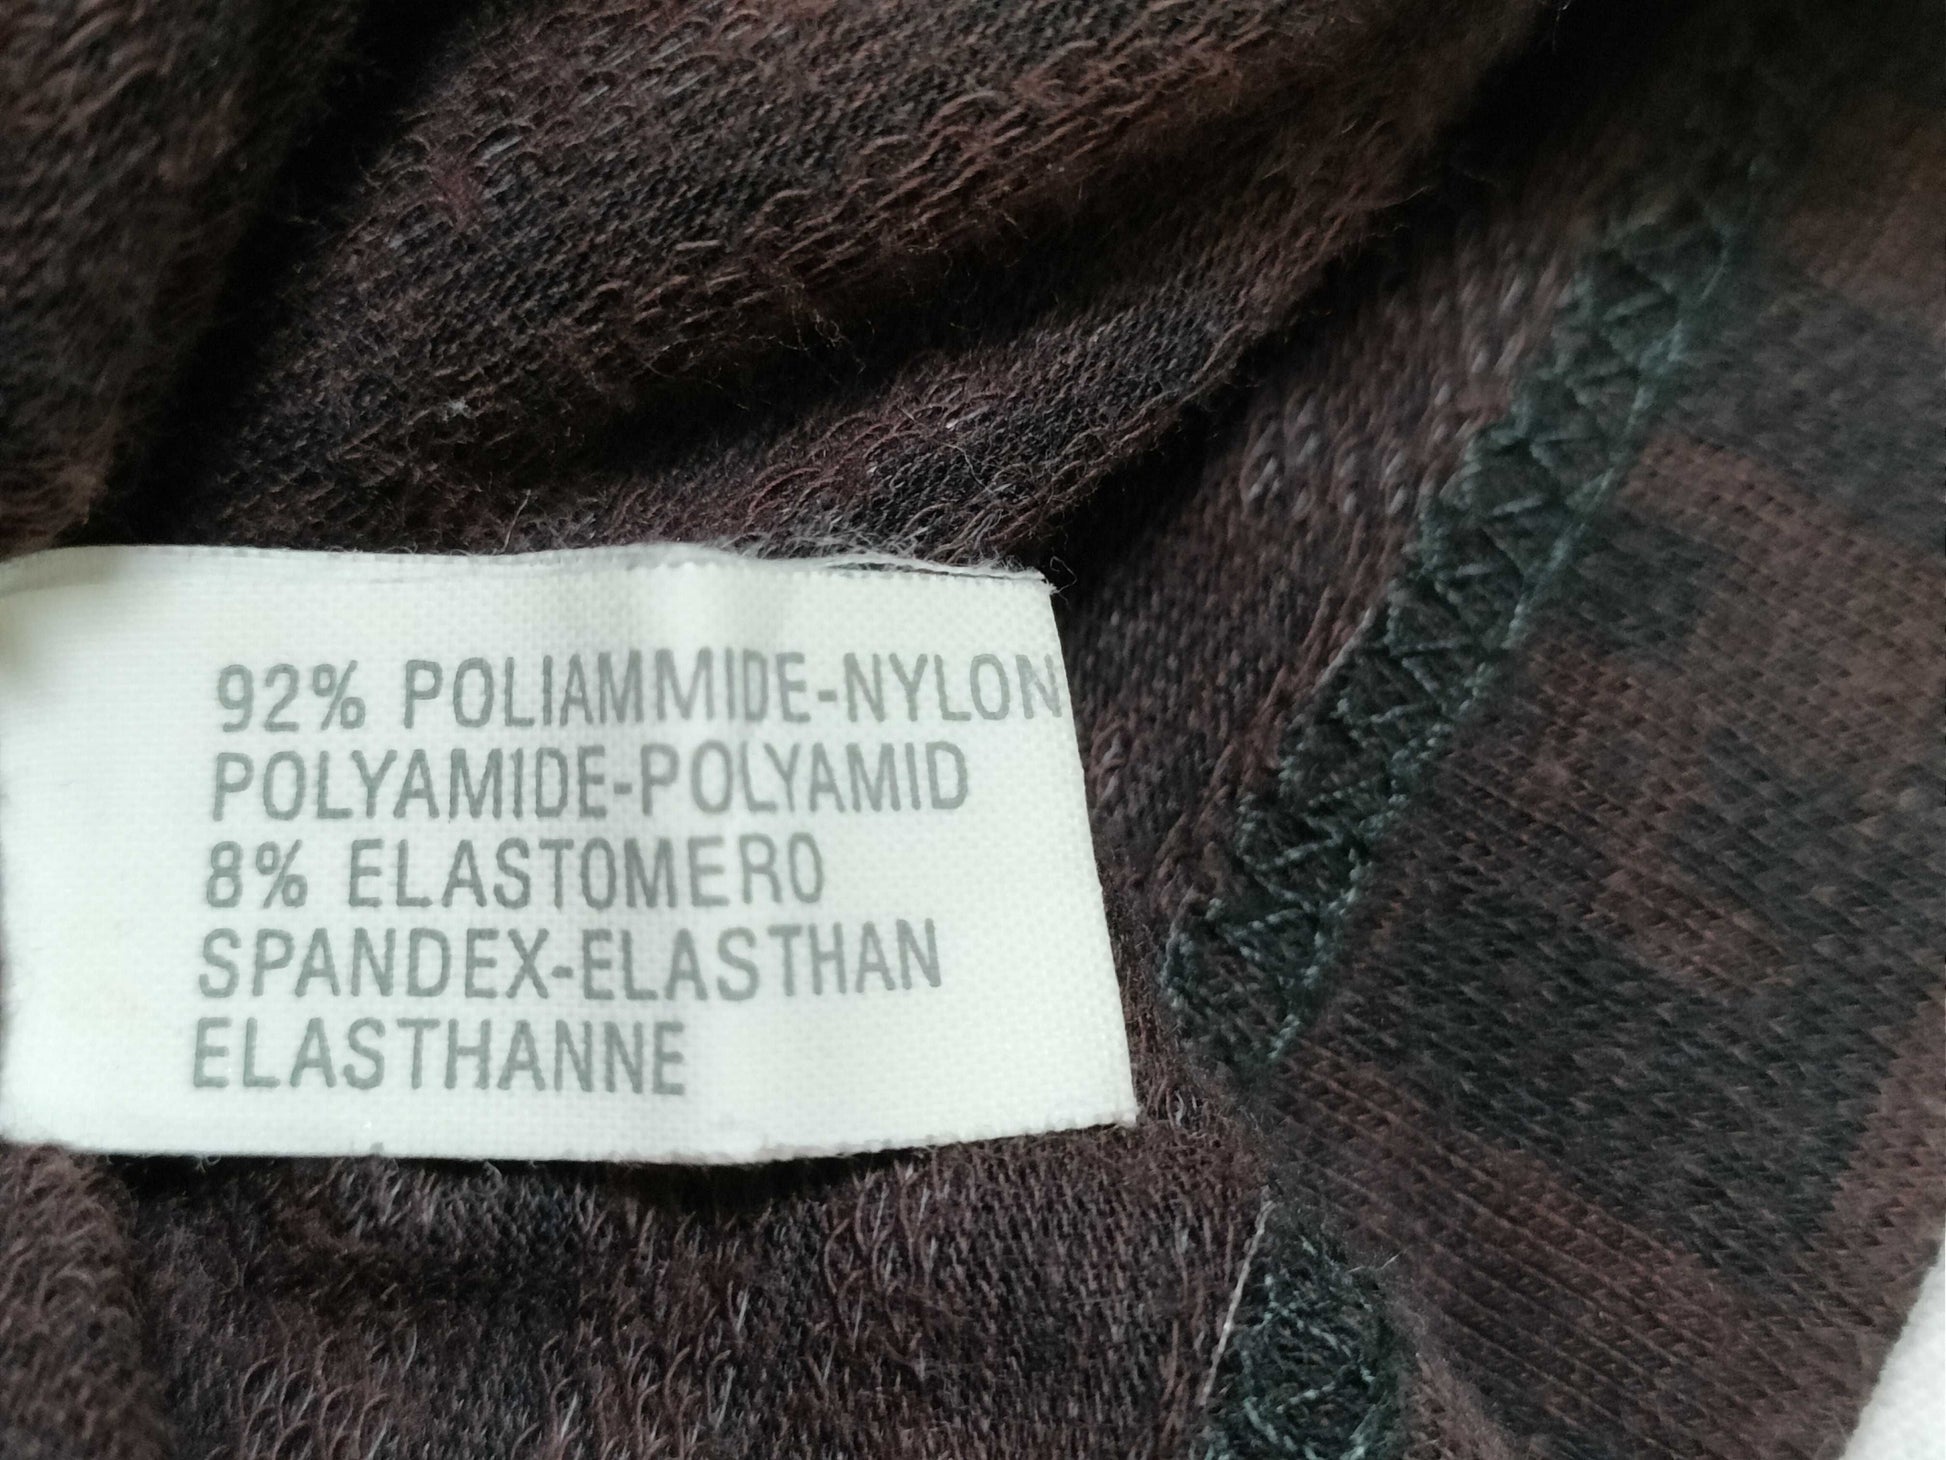 92% POLIAMMIDE-NYLON
POLYAMIDE-POLYAMID
8% ELASTOMERO
SPANDEX-ELASTHAN
ELASTHANNE